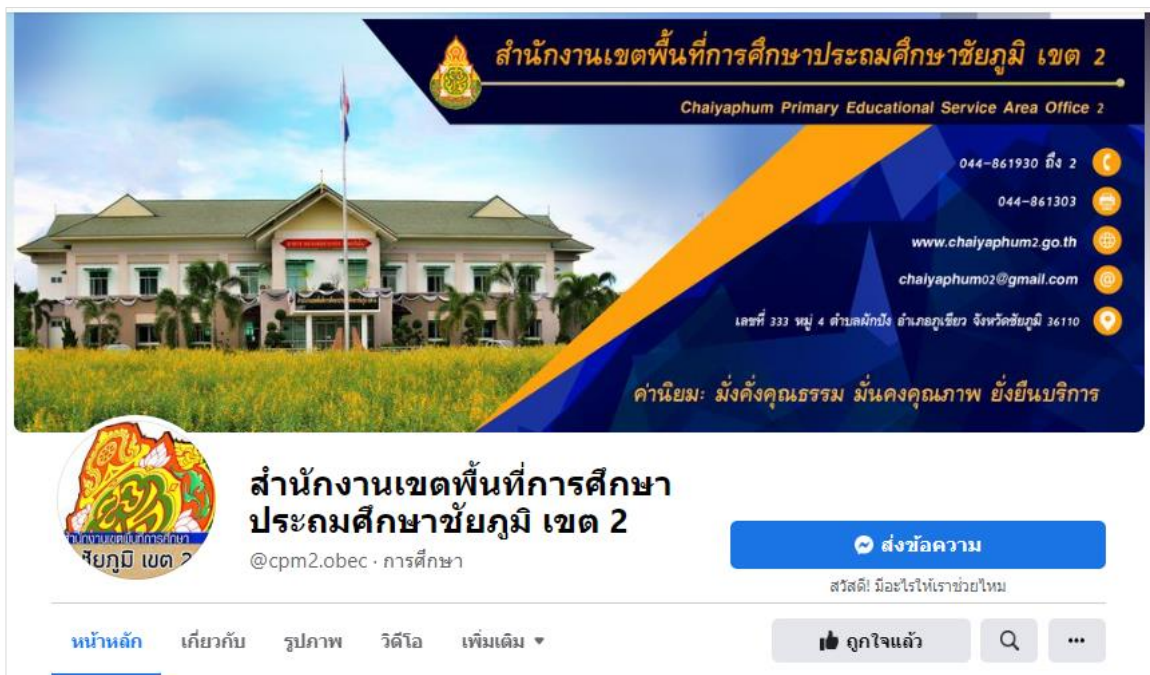 สำนักงานเขตพื้นที่การศึกษาประถมศึกษาชัยภูมิ เขต 2
Chaiyaphum Primary Educational Service Area Office 2
044-861930 ถึง 2
044-861303
www.chaiyaphum2.go.th
chaiyaphum02@gmail.com
เลขที่ 333 หมู่ 4 ตำบลผักปัง อำเภอภูเขียว จังหวัดชัยภูมิ 36110
ค่านิยม: มั่งคั่งคุณธรรม มั่นคงคุณภาพ ยั่งยืนบริการ
สำนักงานเขตพื้นที่การศึกษา
ชัยภูมิ เขต 2
สำนักงานเขตพื้นที่การศึกษา
ประถมศึกษาชัยภูมิ เขต 2
@cpm2.obec · การศึกษา
ส่งข้อความ
สวัสดี! มีอะไรให้เราช่วยไหม
หน้าหลัก เกี่ยวกับ รูปภาพ วิดีโอ เพิ่มเติม
ถูกใจแล้ว